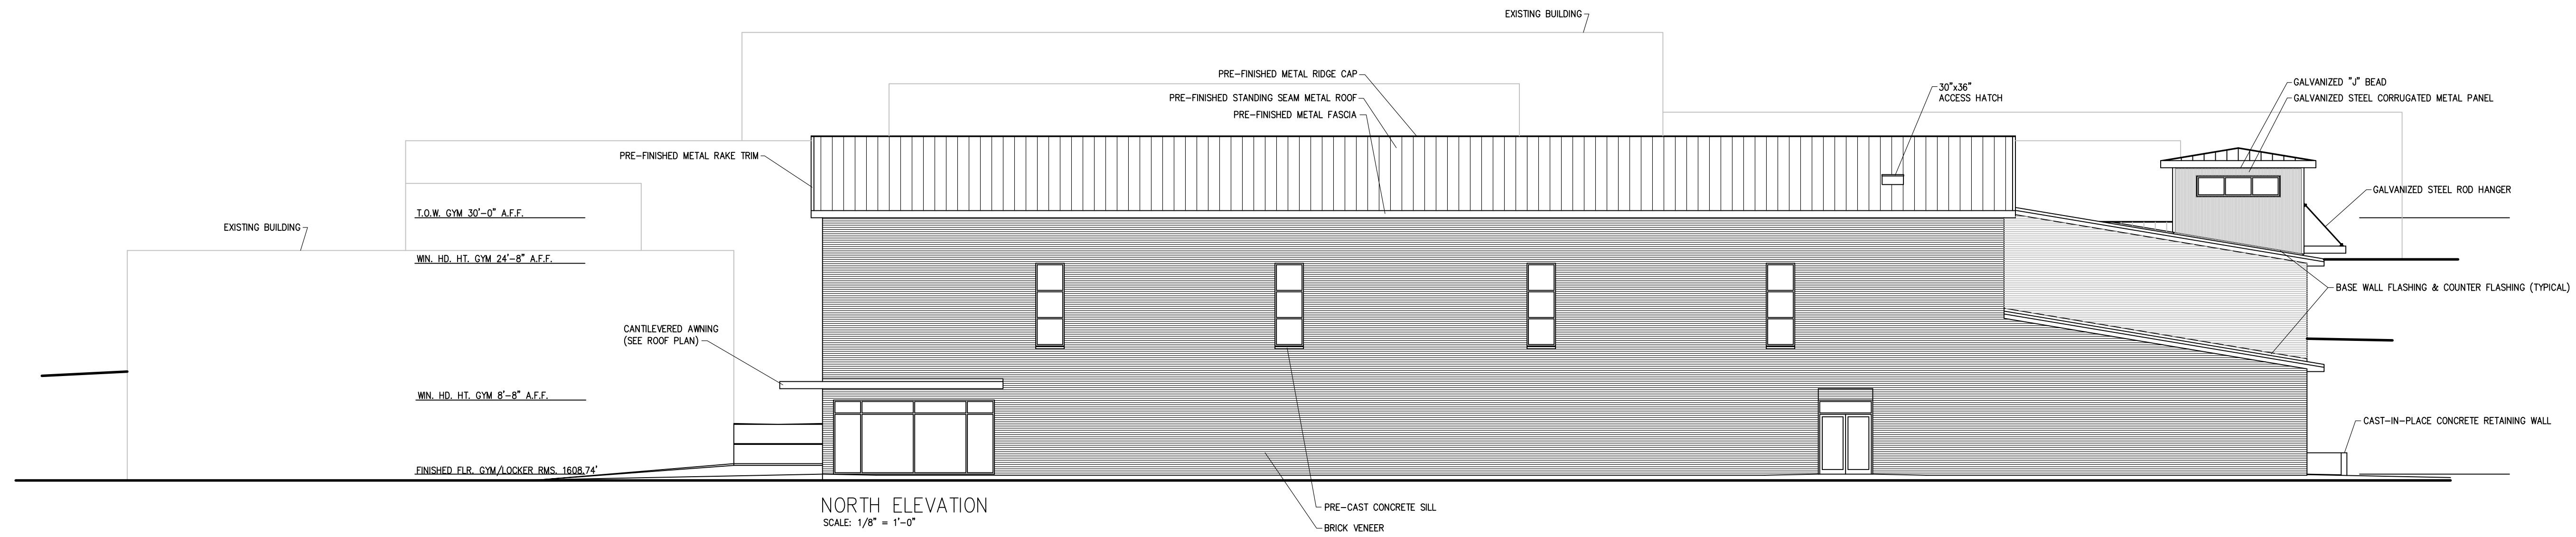 EXISTING BUILDING
PRE-FINISHED METAL RIDGE CAP
PRE-FINISHED STANDING SEAM METAL ROOF
PRE-FINISHED METAL FASCIA
30"x36"
ACCESS HATCH
GALVANIZED "J" BEAD
GALVANIZED STEEL CORRUGATED METAL PANEL
PRE-FINISHED METAL RAKE TRIM
GALVANIZED STEEL ROD HANGER
T.O.W. GYM 30'-0" A.F.F.
EXISTING BUILDING
WIN. HD. HT. GYM 24'-8" A.F.F.
BASE WALL FLASHING & COUNTER FLASHING (TYPICAL)
CANTILEVERED AWNING
(SEE ROOF PLAN)
WIN. HD. HT. GYM 8'-8" A.F.F.
CAST-IN-PLACE CONCRETE RETAINING WALL
FINISHED FLR. GYM/LOCKER RMS. 1608.74'
NORTH ELEVATION
SCALE: 1/8" = 1'-0"
PRE-CAST CONCRETE SILL
BRICK VENEER